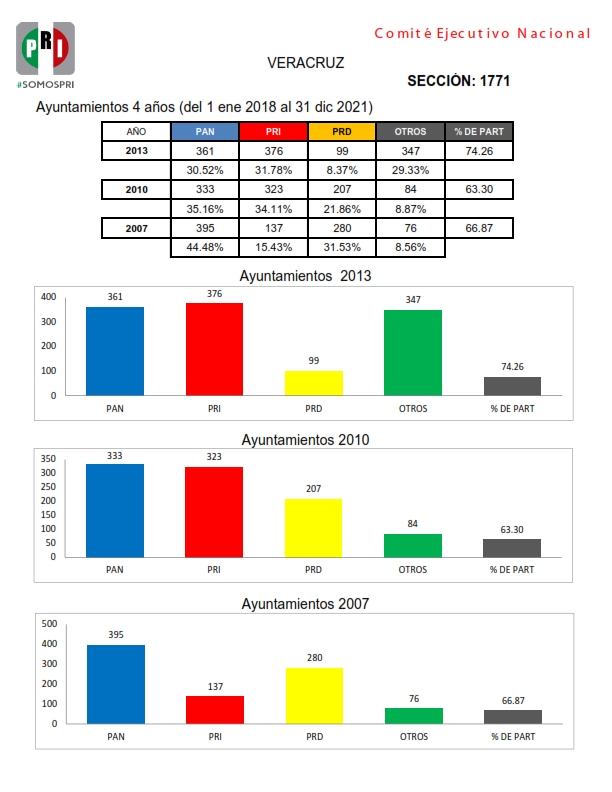 Comité Ejecutivo Nacional
PRI
#SOMOSPRI
VERACRUZ
SECCIÓN: 1771
Ayuntamientos 4 años (del 1 ene 2018 al 31 dic 2021)
AÑO PAN PRI PRD OTROS % DE PART
2013 361 376 99 347 74.26
30.52% 31.78% 8.37% 29.33%
2010 333 323 207 84 63.30
35.16% 34.11% 21.86% 8.87%
2007 395 137 280 76 66.87
44.48% 15.43% 31.53% 8.56%
Ayuntamientos 2013
400
300
200
100
0
361 376 99 347 74.26
PAN PRI PRD OTROS % DE PART
Ayuntamientos 2010
350
300
250
200
150
100
50
0
333 323 207 84 63.30
PAN PRI PRD OTROS % DE PART
Ayuntamientos 2007
500
400
300
200
100
0
395 137 280 76 66.87
PAN PRI PRD OTROS % DE PART